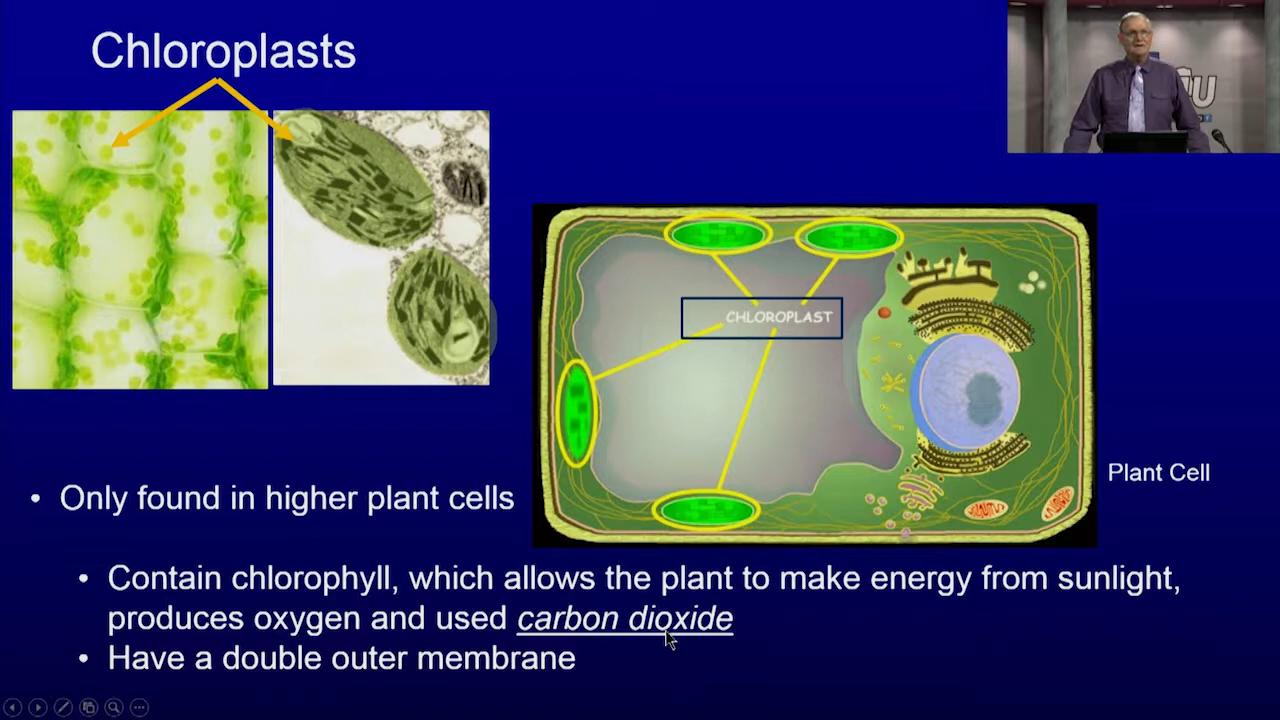 Chloroplasts
CHLOROPLAST
Plant Cell
• Only found in higher plant cells
• Contain chlorophyll, which allows the plant to make energy from sunlight,
produces oxygen and used carbon dioxide
• Have a double outer membrane